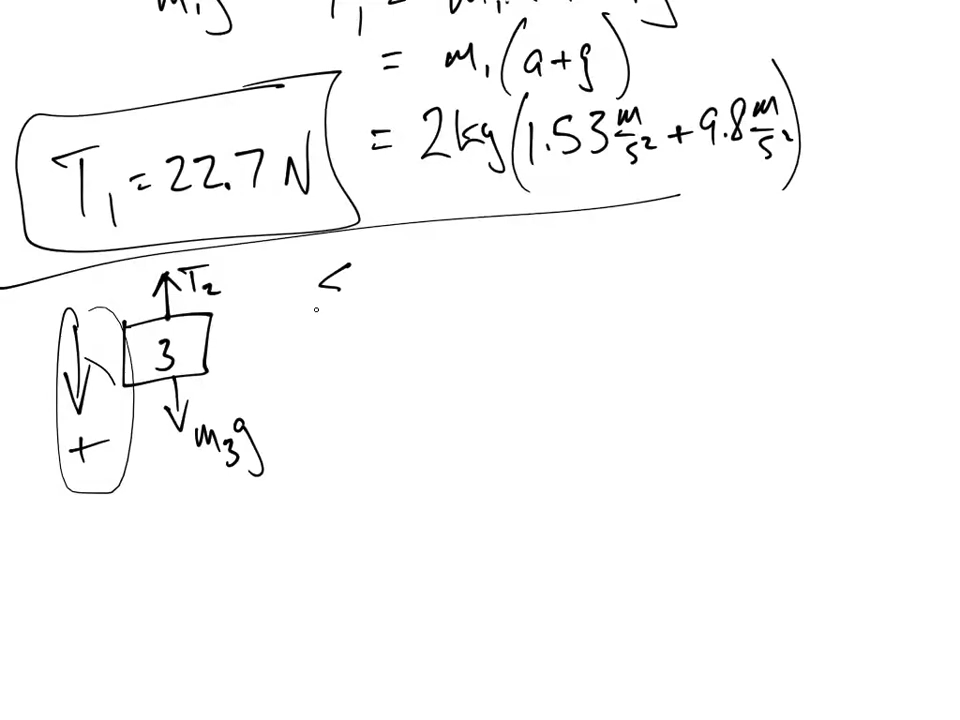 = m₁(a+g)
= 2kg(1.53 m/s² + 9.8 m/s²)
T₁ = 22.7 N
T₂
3
+
m₃g